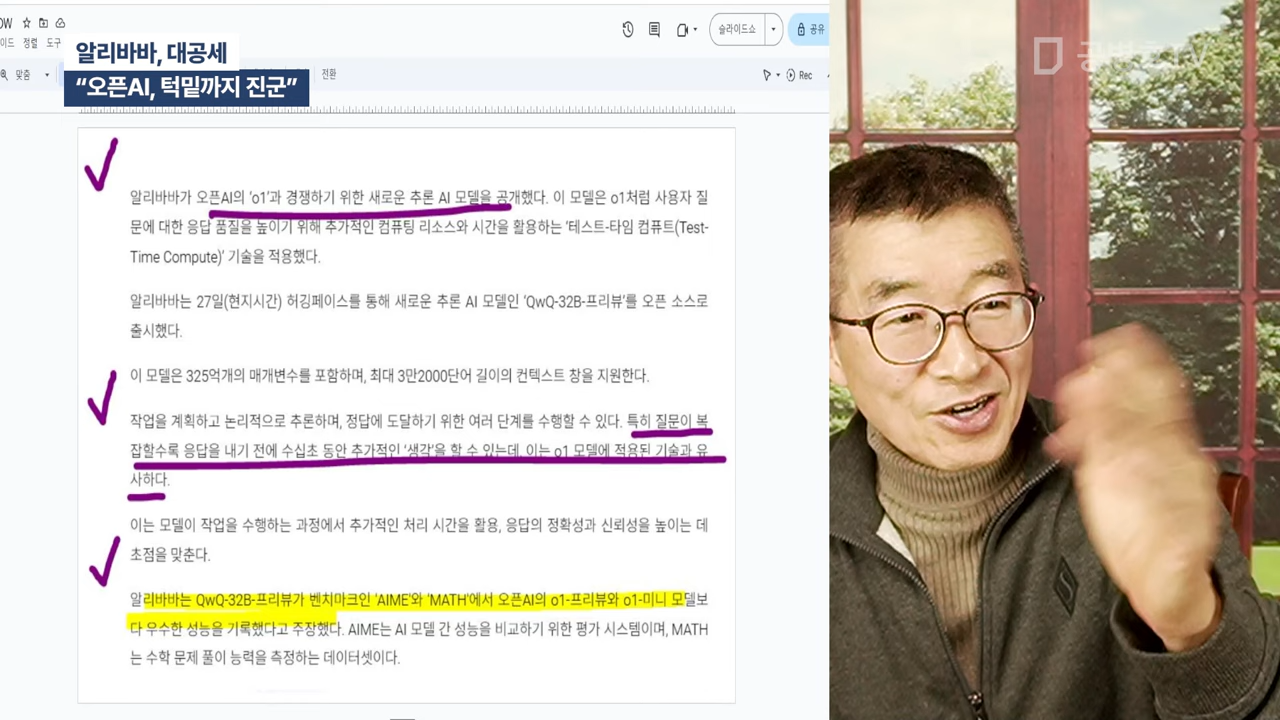 OW
이드 정렬 도구
슬라이드쇼
공유
알리바바, 대공세
“오픈AI, 턱밑까지 진군”
맞춤
전환
Rec
공병호TV
알리바바가 오픈AI의 ‘o1’과 경쟁하기 위한 새로운 추론 AI 모델을 공개했다. 이 모델은 o1처럼 사용자 질
문에 대한 응답 품질을 높이기 위해 추가적인 컴퓨팅 리소스와 시간을 활용하는 ‘테스트-타임 컴퓨트(Test-
Time Compute)’ 기술을 적용했다.
알리바바는 27일(현지시간) 허깅페이스를 통해 새로운 추론 AI 모델인 ‘QwQ-32B-프리뷰’를 오픈 소스로
출시했다.
이 모델은 325억개의 매개변수를 포함하며, 최대 3만2000단어 길이의 컨텍스트 창을 지원한다.
작업을 계획하고 논리적으로 추론하며, 정답에 도달하기 위한 여러 단계를 수행할 수 있다. 특히 질문이 복
잡할수록 응답을 내기 전에 수십초 동안 추가적인 ‘생각’을 할 수 있는데, 이는 o1 모델에 적용된 기술과 유
사하다.
이는 모델이 작업을 수행하는 과정에서 추가적인 처리 시간을 활용, 응답의 정확성과 신뢰성을 높이는 데
초점을 맞춘다.
알리바바는 QwQ-32B-프리뷰가 벤치마크인 ‘AIME’와 ‘MATH’에서 오픈AI의 o1-프리뷰와 o1-미니 모델보
다 우수한 성능을 기록했다고 주장했다. AIME는 AI 모델 간 성능을 비교하기 위한 평가 시스템이며, MATH
는 수학 문제 풀이 능력을 측정하는 데이터셋이다.